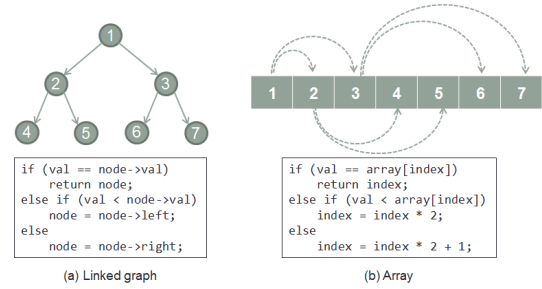 1
2
3
4
5
6
7
if (val == node->val)
    return node;
else if (val < node->val)
    node = node->left;
else
    node = node->right;
(a) Linked graph
1 2 3 4 5 6 7
if (val == array[index])
    return index;
else if (val < array[index])
    index = index * 2;
else
    index = index * 2 + 1;
(b) Array